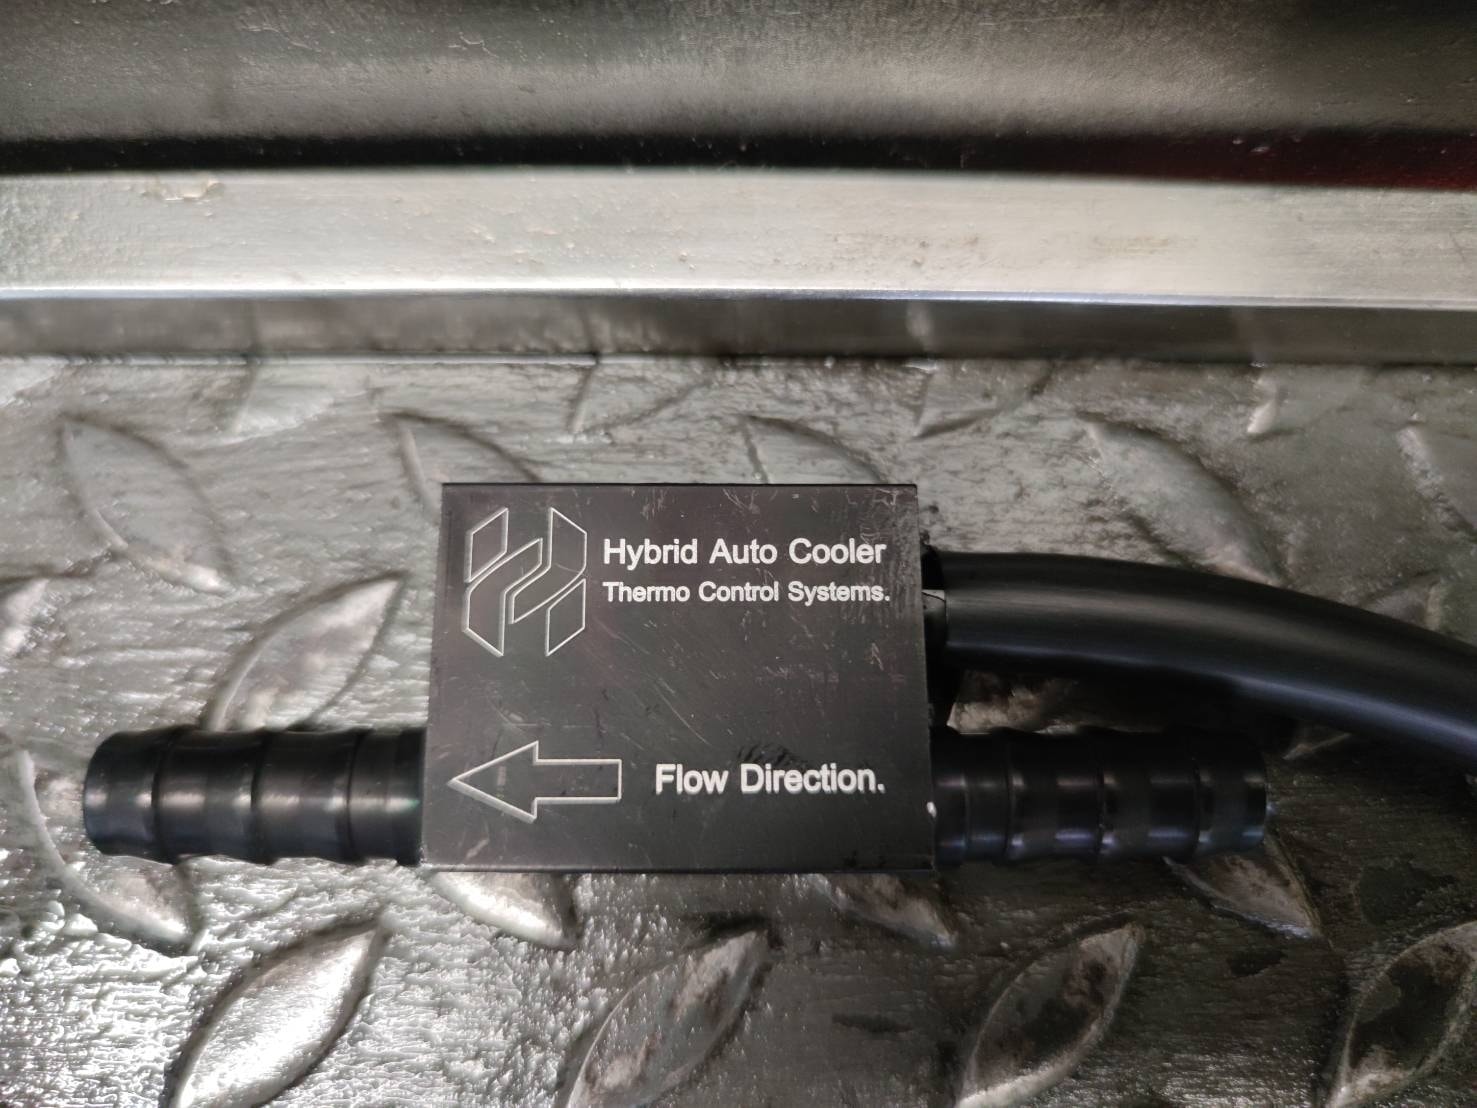 Hybrid Auto Cooler
Thermo Control Systems.
Flow Direction.